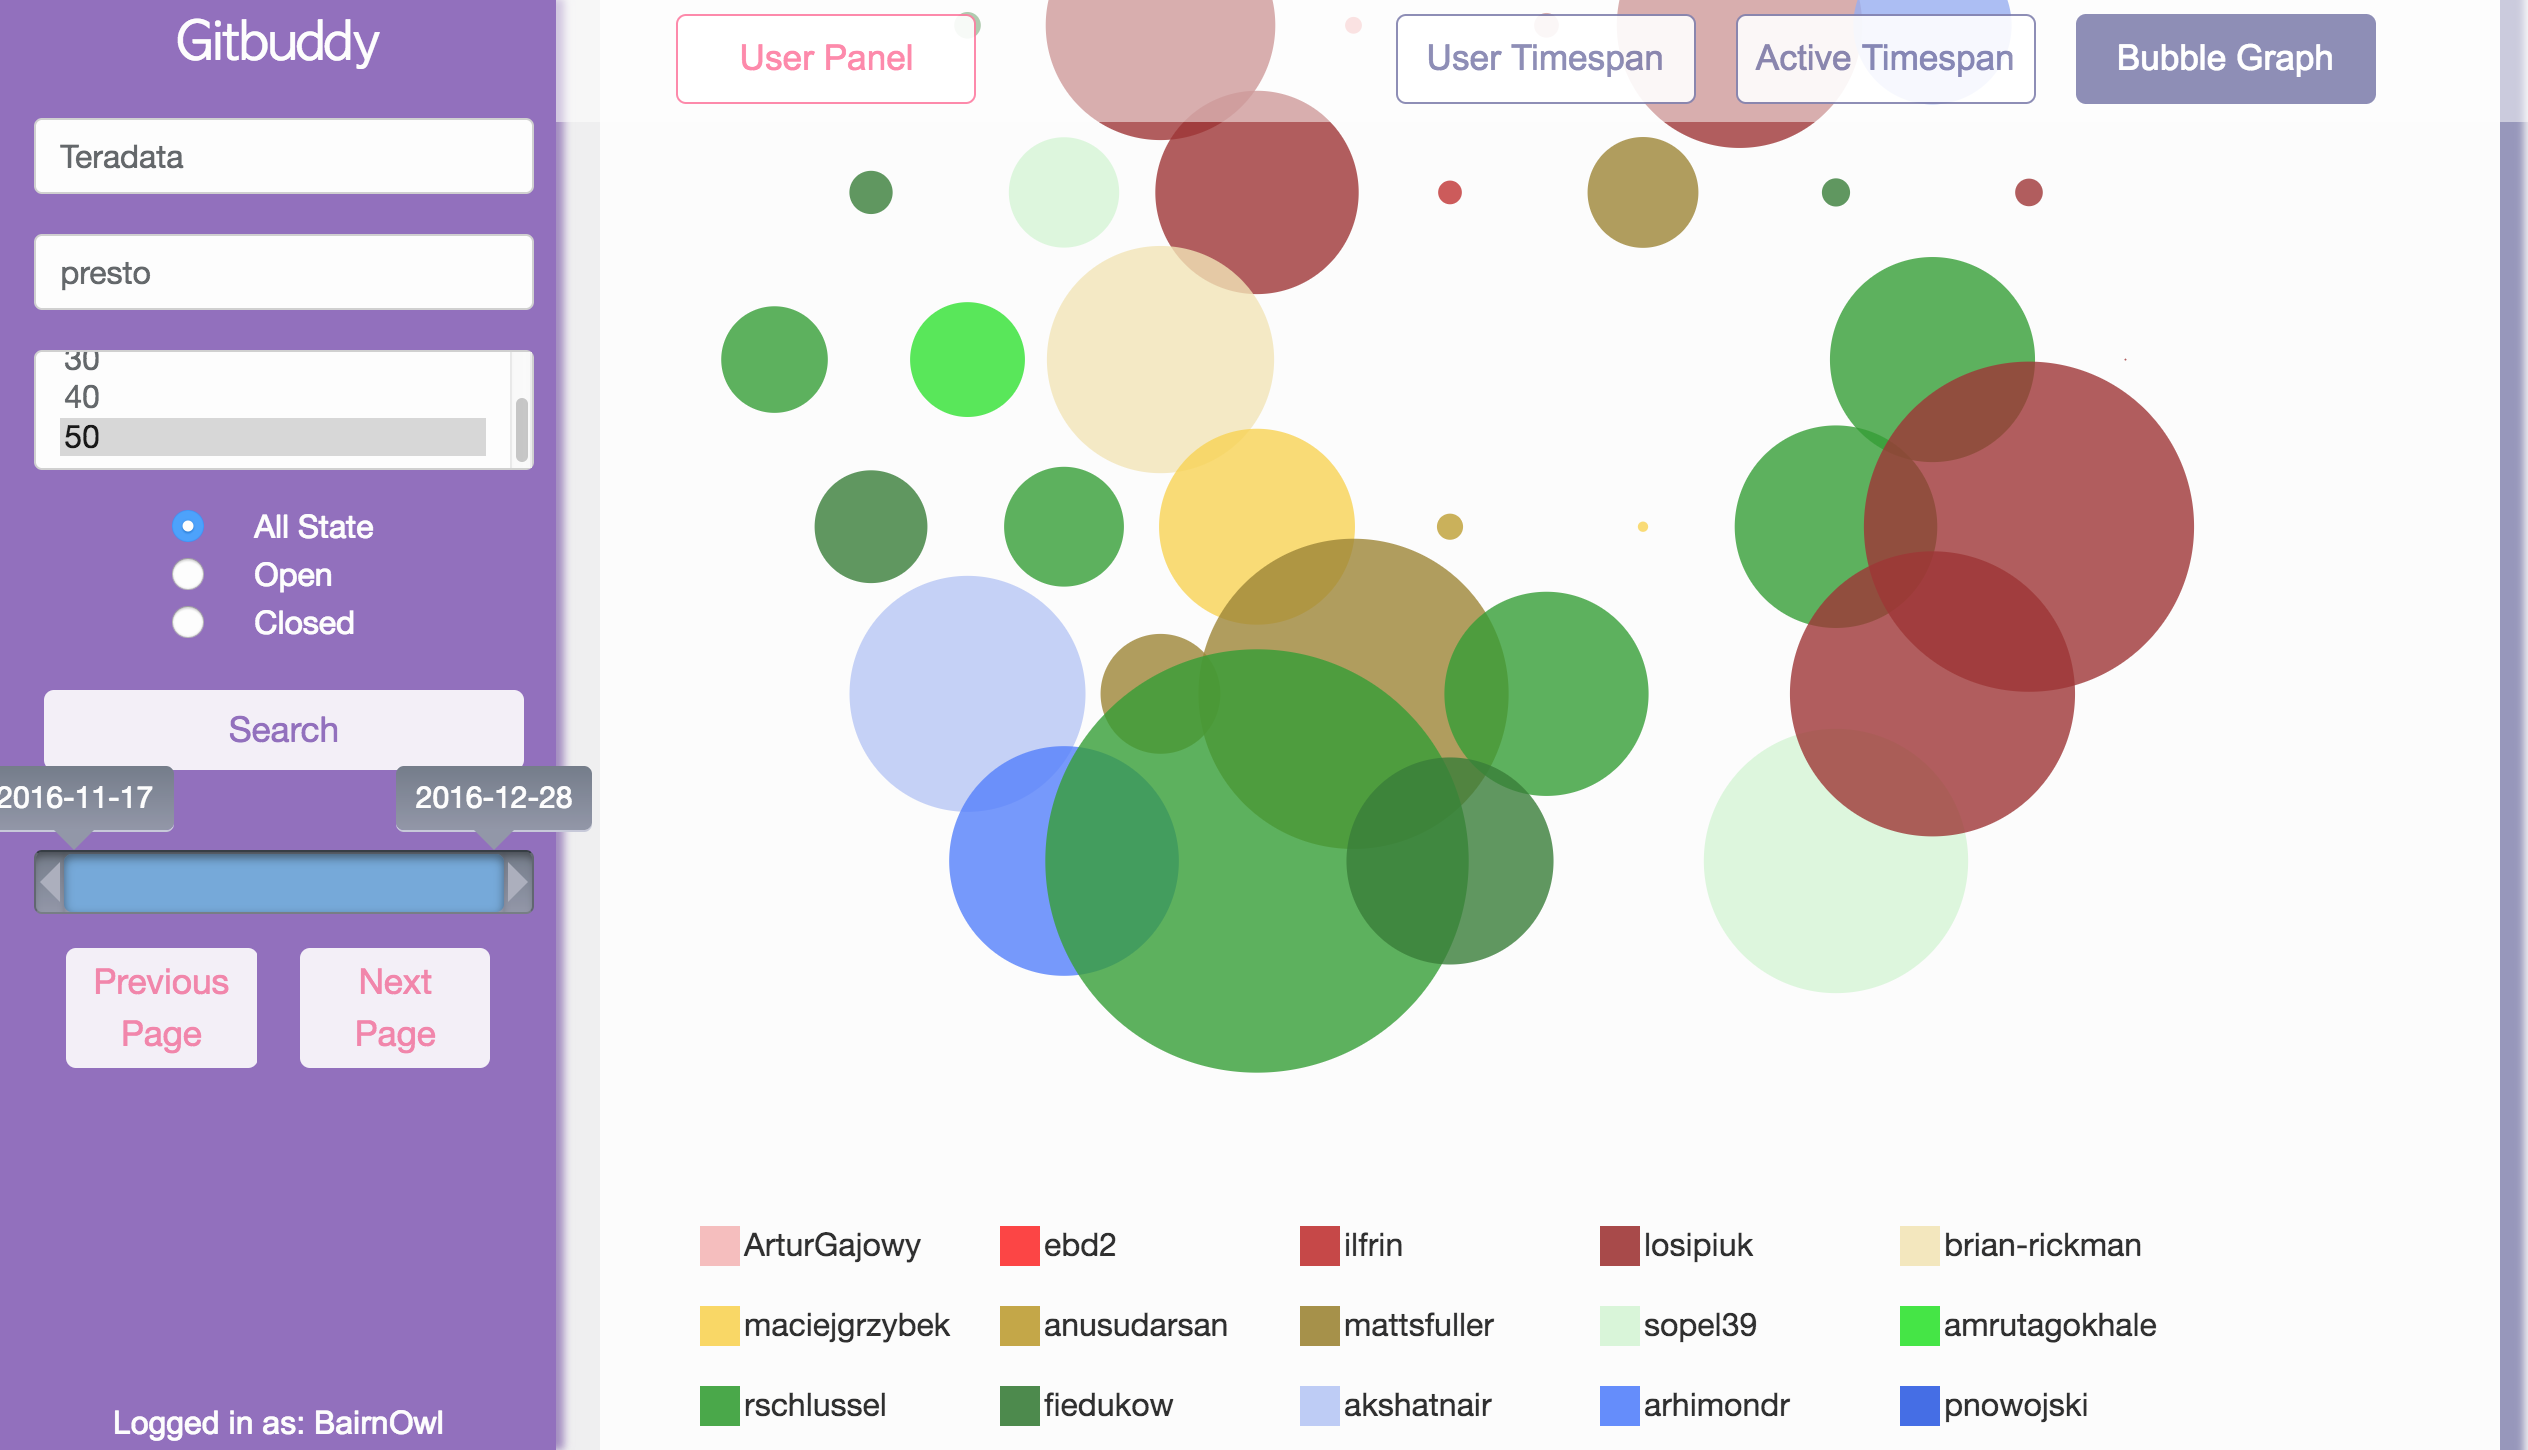 Gitbuddy
Teradata
presto
30
40
50
All State
Open
Closed
Search
2016-11-17
2016-12-28
Previous
Page
Next
Page
Logged in as: BairnOwl
User Panel
User Timespan
Active Timespan
Bubble Graph
ArturGajowy
ebd2
ilfrin
losipiuk
brian-rickman
maciejgrzybek
anusudarsan
mattsfuller
sopel39
amrutagokhale
rschlussel
fiedukow
akshatnair
arhimondr
pnowojski